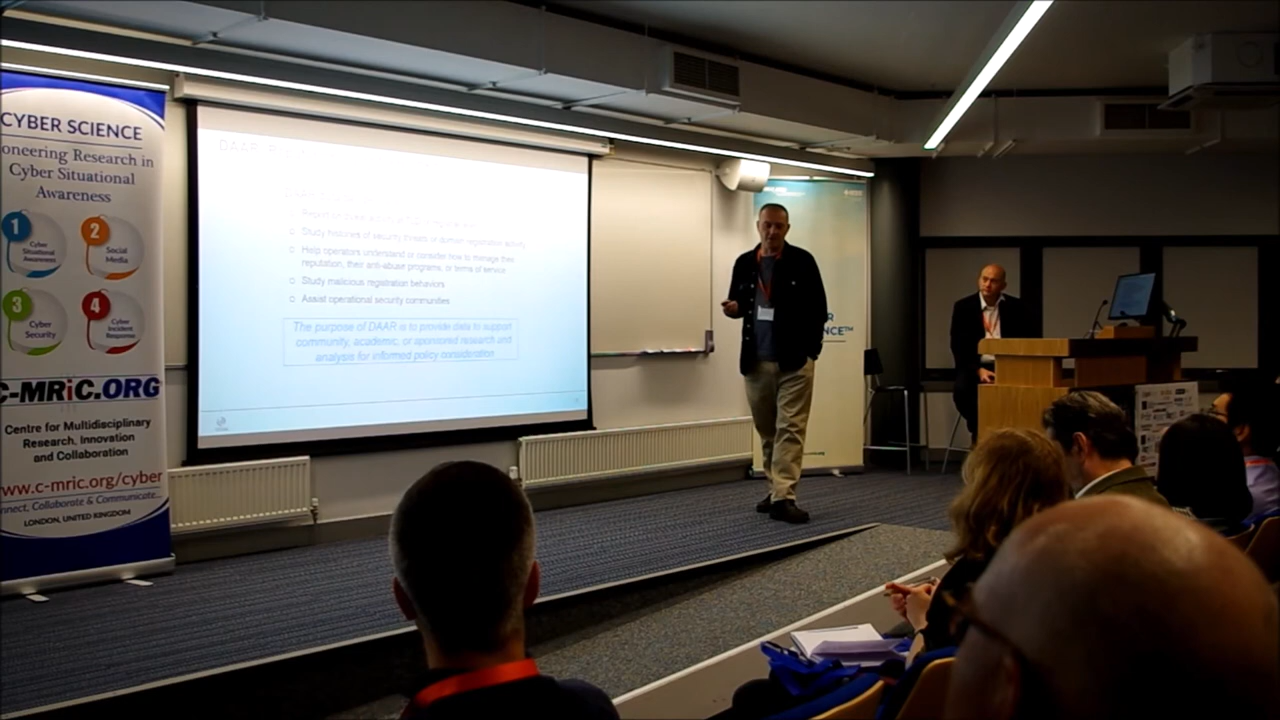 CYBER SCIENCE
oneering Research in
Cyber Situational
Awareness
1
Cyber
Situational
Awareness
2
Social
Media
3
Cyber
Security
4
Cyber
Incident
Response
C-MRiC.ORG
Centre for Multidisciplinary
Research, Innovation
and Collaboration
ww.c-mric.org/cyber
nnect, Collaborate & Communicate...
LONDON, UNITED KINGDOM
DAAR
Study histories of security threats or domain registration activity
Help operators understand or consider how to manage their
reputation, their anti-abuse programs, or terms of service
Study malicious registration behaviors
Assist operational security communities
The purpose of DAAR is to provide data to support
community, academic, or sponsored research and
analysis for informed policy consideration
R
NCE™